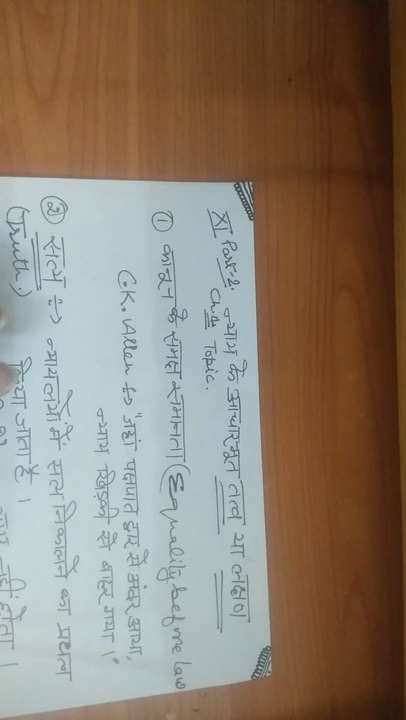 XI Part-2. न्याय के आधारभूत तत्व या लक्षण
Ch 4 Topic.
① कानून के समक्ष समानता (Equality before law
C.K. Allen ↔ "जहां पक्षपात द्वार से अंदर आया,
न्याय खिड़की से बाहर गया।"
② सत्य ÷→ न्यायालयों में सत्य निकालने का प्रयत्न
(Truth.) किया जाता है।
नहीं होता।